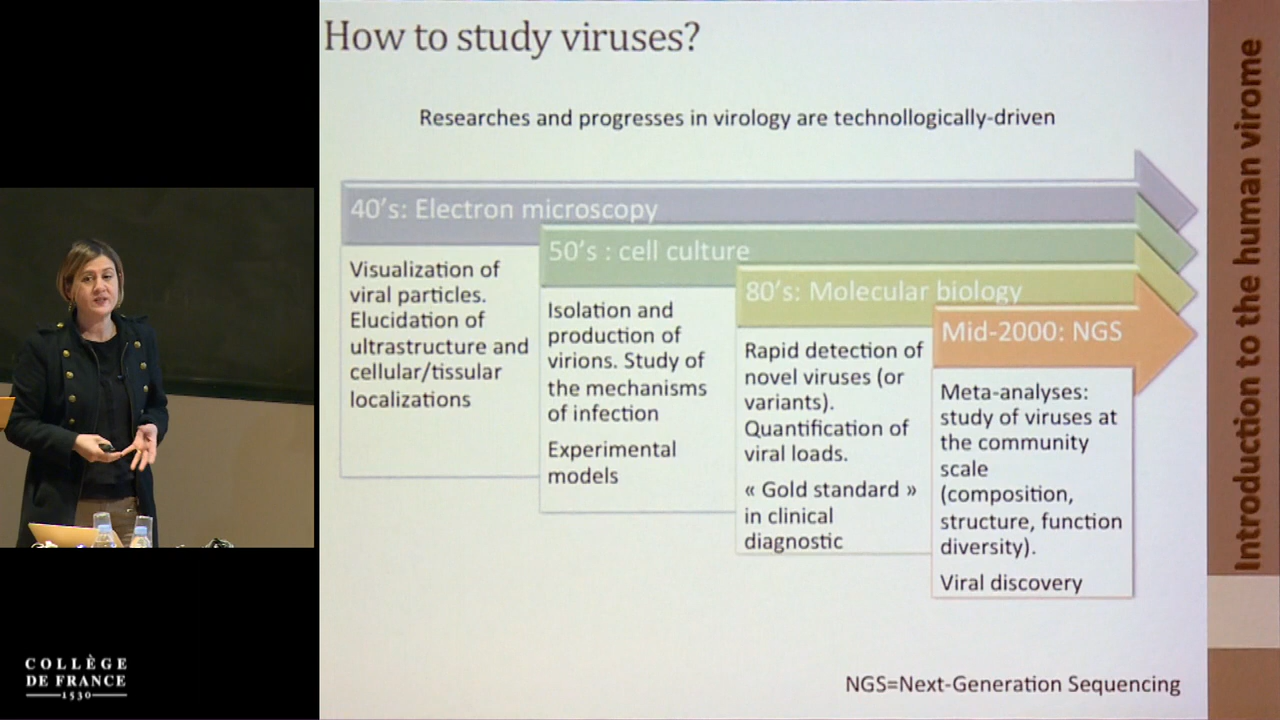 How to study viruses?
Researches and progresses in virology are technollogically-driven
40's: Electron microscopy
Visualization of
viral particles.
Elucidation of
ultrastructure and
cellular/tissular
localizations
50's : cell culture
Isolation and
production of
virions. Study of
the mechanisms
of infection
Experimental
models
80's: Molecular biology
Rapid detection of
novel viruses (or
variants).
Quantification of
viral loads.
« Gold standard »
in clinical
diagnostic
Mid-2000: NGS
Meta-analyses:
study of viruses at
the community
scale
(composition,
structure, function
diversity).
Viral discovery
NGS=Next-Generation Sequencing
Introduction to the human virome
COLLÈGE
DE FRANCE
1530